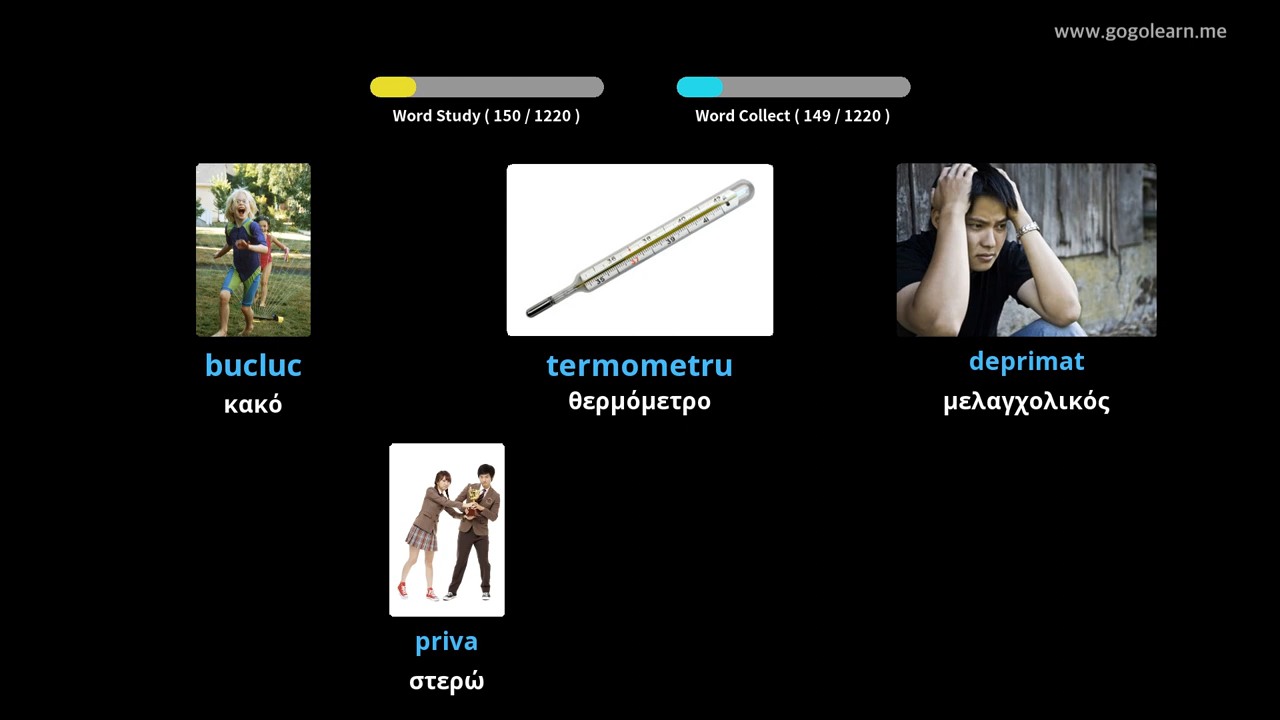 www.gogolearn.me
Word Study ( 150 / 1220 )
Word Collect ( 149 / 1220 )
bucluc
κακό
termometru
θερμόμετρο
deprimat
μελαγχολικός
priva
στερώ